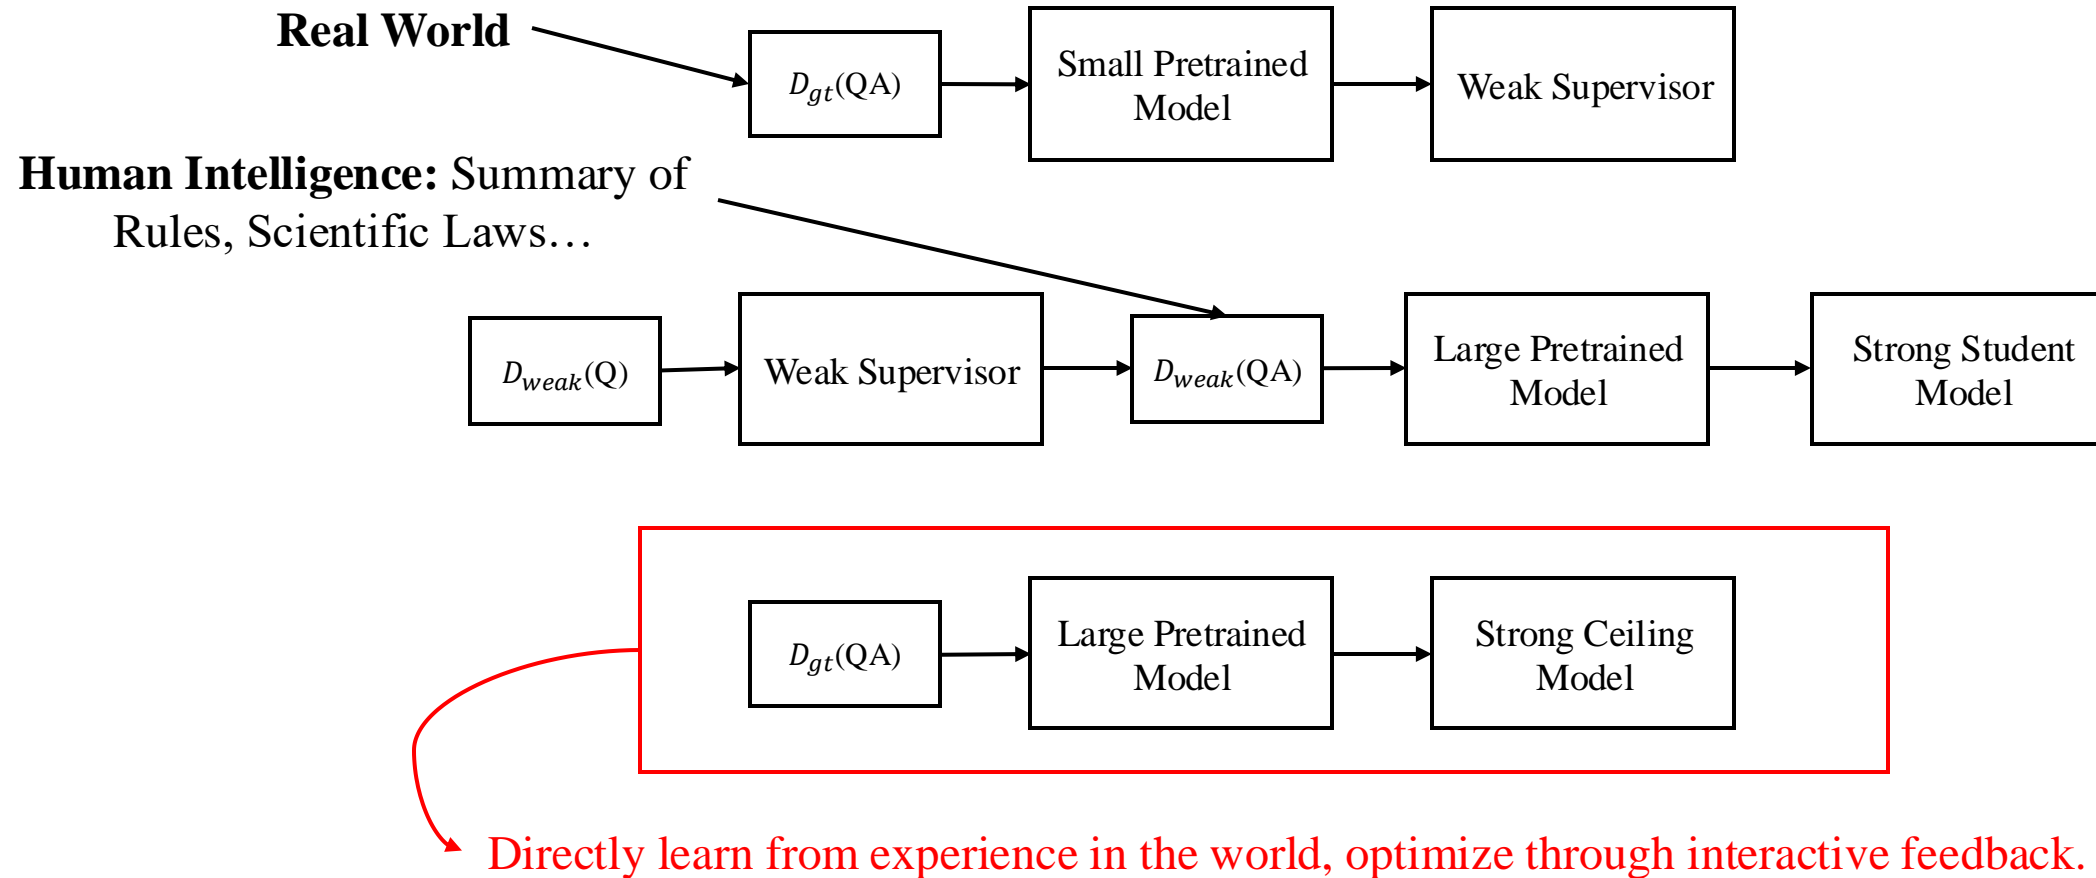 Real World
D_gt(QA)
Small Pretrained
Model
Weak Supervisor
Human Intelligence: Summary of
Rules, Scientific Laws…
D_weak(Q)
Weak Supervisor
D_weak(QA)
Large Pretrained
Model
Strong Student
Model
D_gt(QA)
Large Pretrained
Model
Strong Ceiling
Model
Directly learn from experience in the world, optimize through interactive feedback.